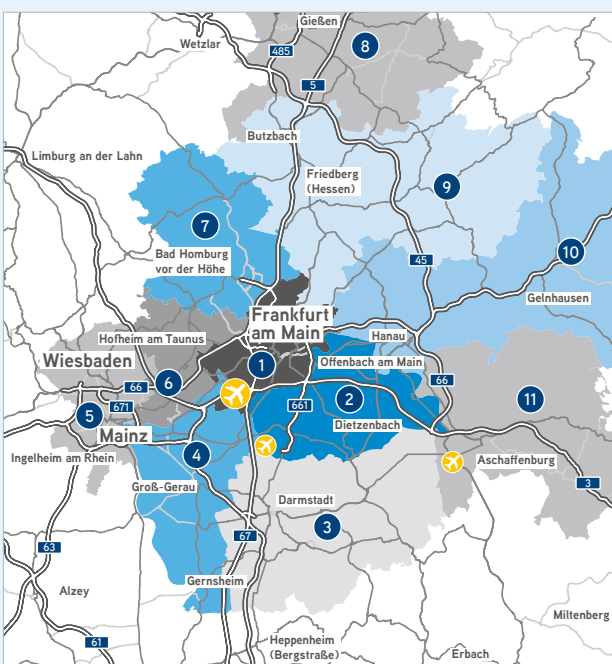 Gießen
Wetzlar
8
485
5
Butzbach
Limburg an der Lahn
Friedberg
(Hessen)
9
7
Bad Homburg
vor der Höhe
10
45
Gelnhausen
Frankfurt
am Main
Hofheim am Taunus
Hanau
Wiesbaden
Offenbach am Main
1
66
6
66
2
11
5
671
661
Mainz
Dietzenbach
4
Ingelheim am Rhein
Aschaffenburg
Groß-Gerau
3
Darmstadt
3
67
63
Gernsheim
Alzey
Miltenberg
61
Heppenheim
(Bergstraße)
Erbach